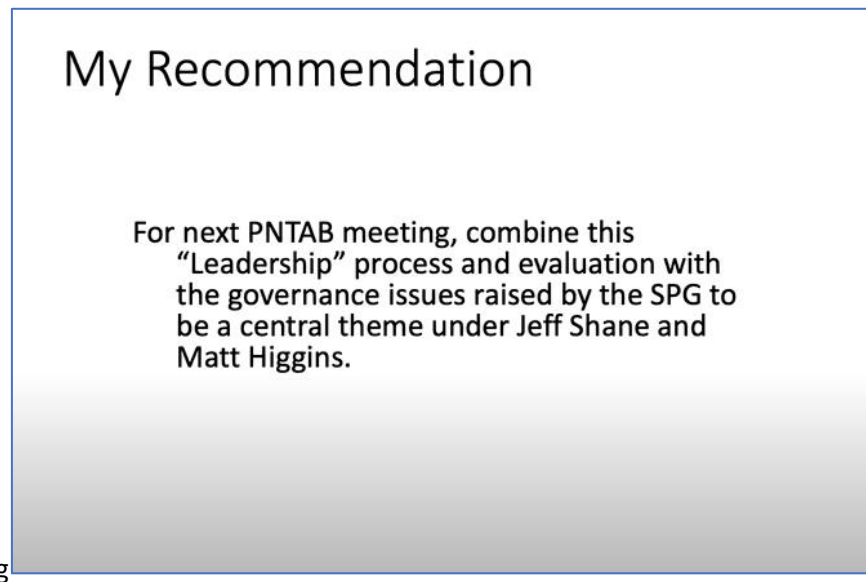 My Recommendation
For next PNTAB meeting, combine this
“Leadership” process and evaluation with
the governance issues raised by the SPG to
be a central theme under Jeff Shane and
Matt Higgins.
g